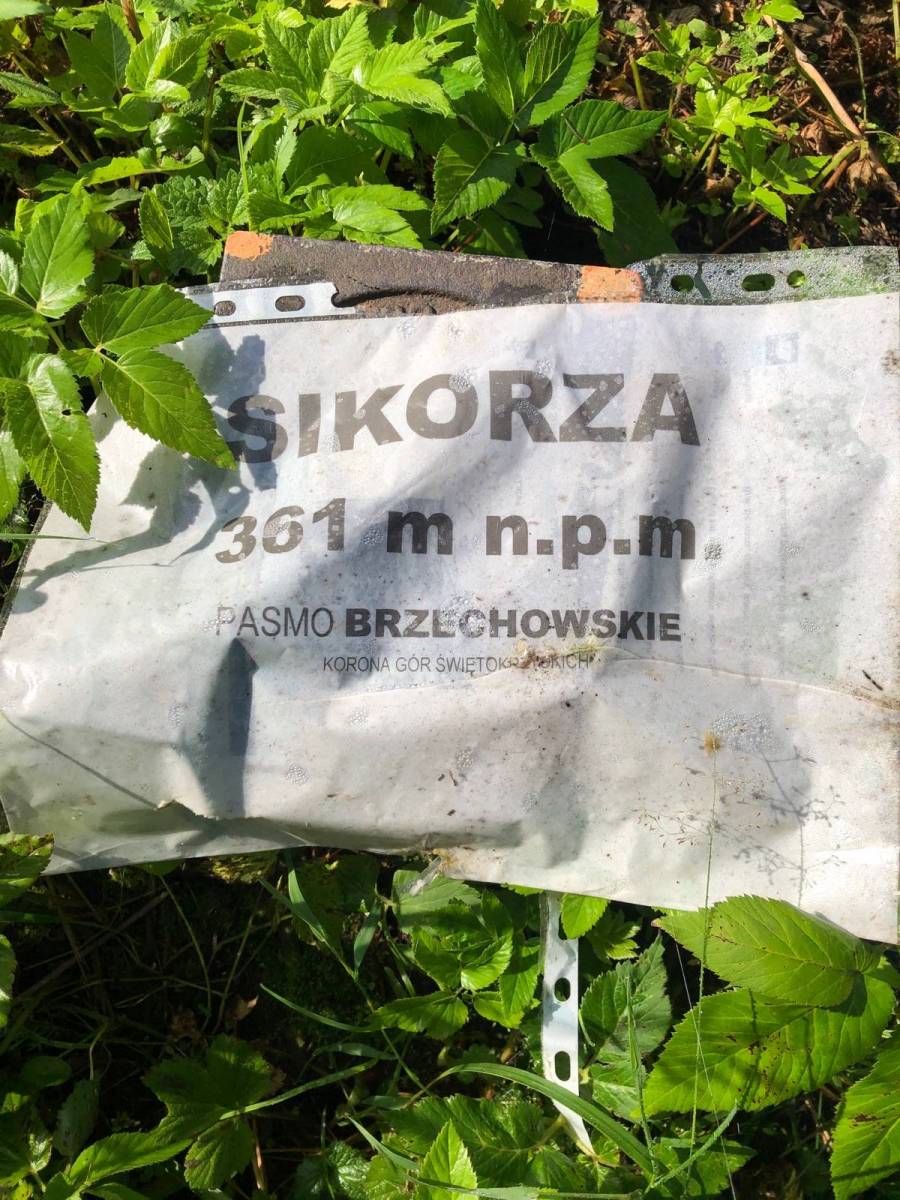 SIKORZA
361 m n.p.m.
PASMO BRZECHOWSKIE
KORONA GÓR ŚWIĘTOKRZYSKICH